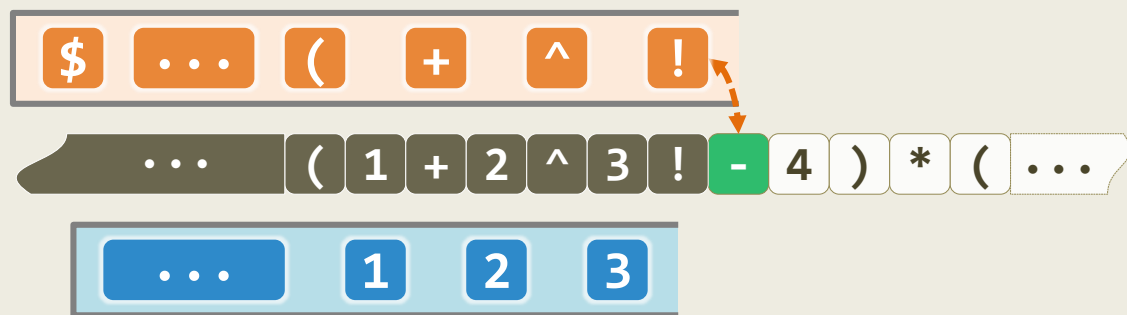 $ ... ( + ^ !
... ( 1 + 2 ^ 3 ! - 4 ) * ( ...
... 1 2 3